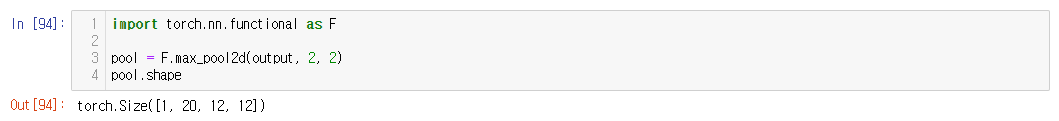 In [94]:
1 import torch.nn.functional as F
2
3 pool = F.max_pool2d(output, 2, 2)
4 pool.shape
Out[94]: torch.Size([1, 20, 12, 12])